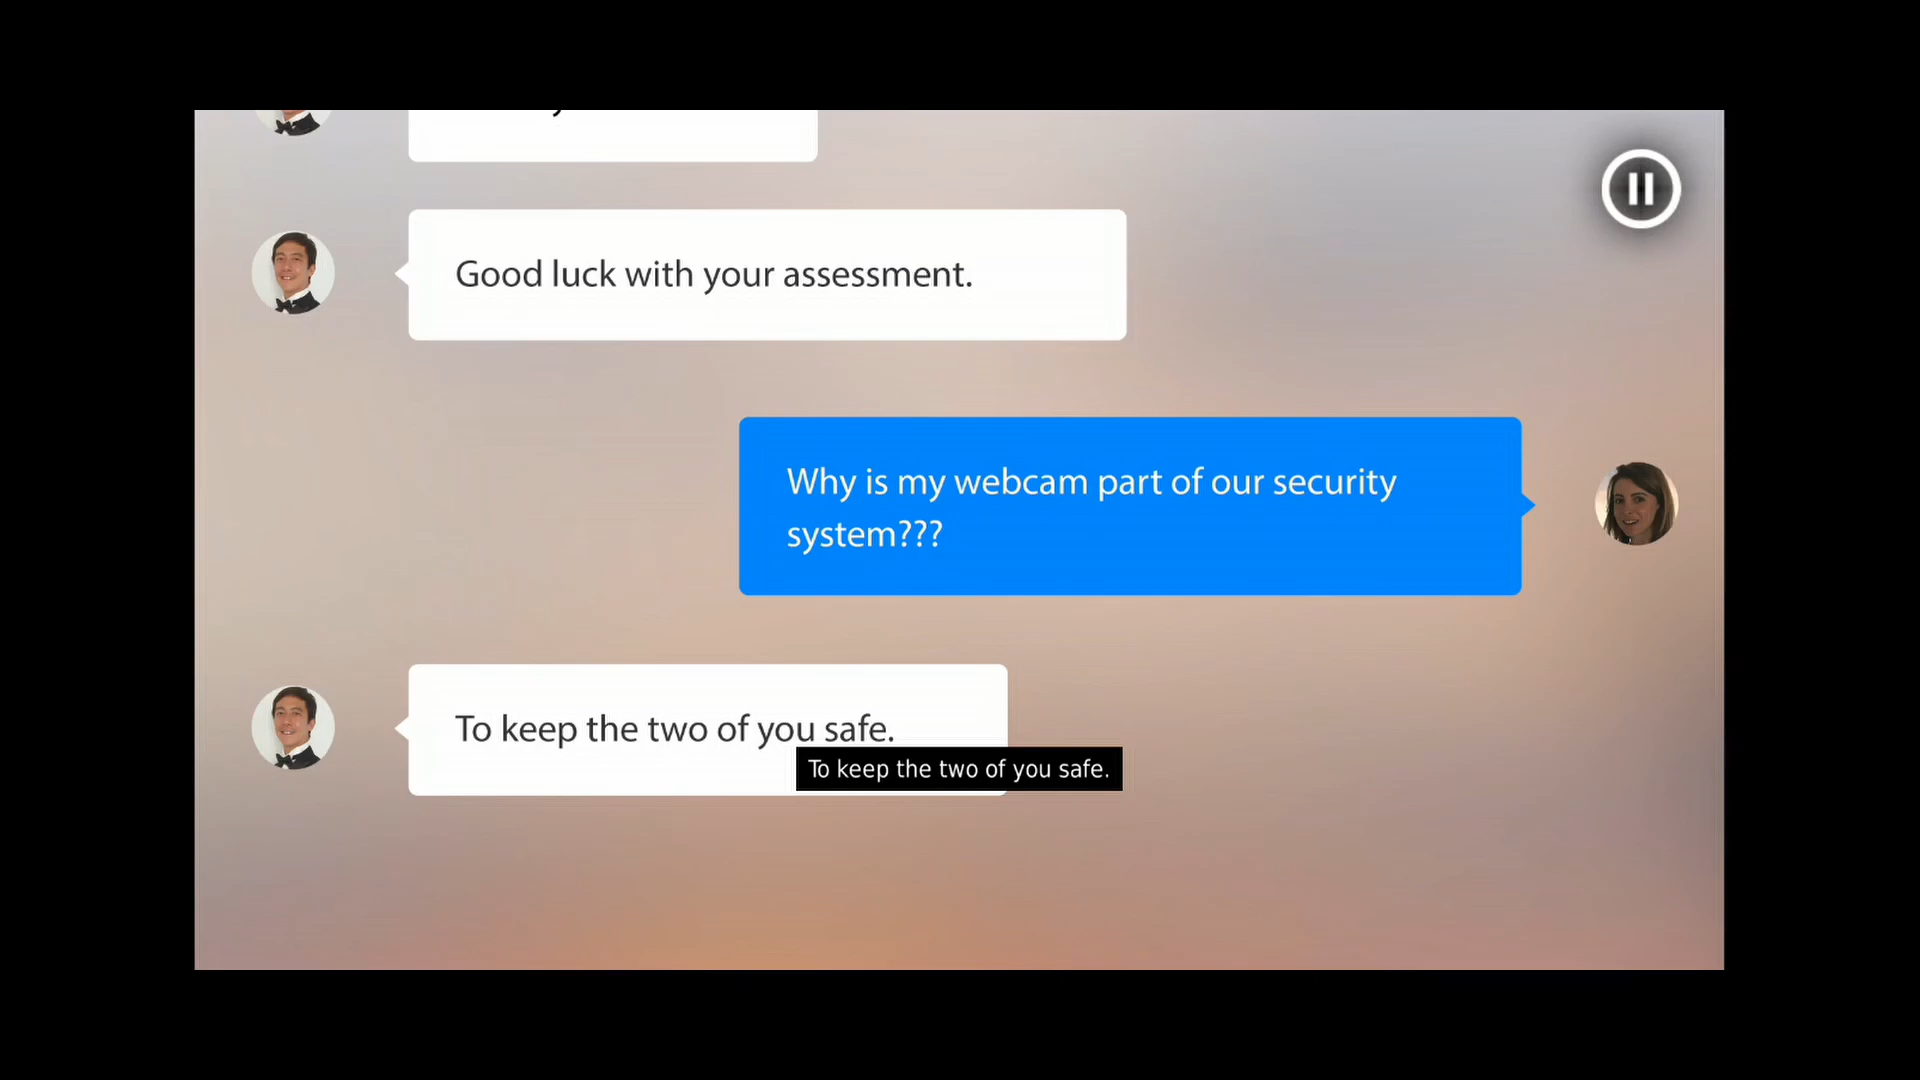 Good luck with your assessment.
Why is my webcam part of our security
system???
To keep the two of you safe.
To keep the two of you safe.